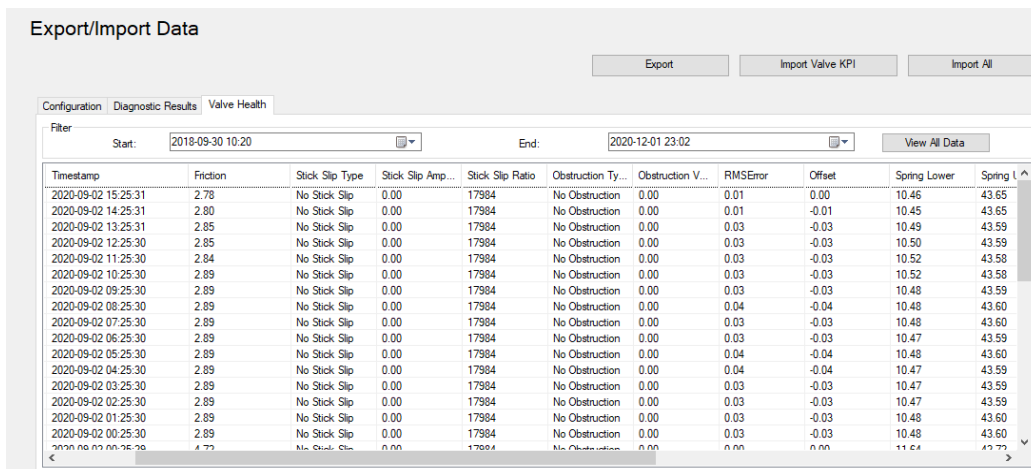 Export/Import Data
Export Import Valve KPI Import All
Configuration Diagnostic Results Valve Health
Filter
Start: 2018-09-30 10:20 End: 2020-12-01 23:02 View All Data
Timestamp Friction Stick Slip Type Stick Slip Amp... Stick Slip Ratio Obstruction Ty... Obstruction V... RMSError Offset Spring Lower Spring
2020-09-02 15:25:31 2.78 No Stick Slip 0.00 17984 No Obstruction 0.00 0.01 0.00 10.46 43.65
2020-09-02 14:25:31 2.80 No Stick Slip 0.00 17984 No Obstruction 0.00 0.01 -0.01 10.45 43.65
2020-09-02 13:25:31 2.85 No Stick Slip 0.00 17984 No Obstruction 0.00 0.03 -0.03 10.49 43.59
2020-09-02 12:25:30 2.85 No Stick Slip 0.00 17984 No Obstruction 0.00 0.03 -0.03 10.50 43.59
2020-09-02 11:25:30 2.84 No Stick Slip 0.00 17984 No Obstruction 0.00 0.03 -0.03 10.52 43.58
2020-09-02 10:25:30 2.89 No Stick Slip 0.00 17984 No Obstruction 0.00 0.03 -0.03 10.52 43.58
2020-09-02 09:25:30 2.89 No Stick Slip 0.00 17984 No Obstruction 0.00 0.03 -0.03 10.48 43.59
2020-09-02 08:25:30 2.89 No Stick Slip 0.00 17984 No Obstruction 0.00 0.04 -0.04 10.48 43.60
2020-09-02 07:25:30 2.89 No Stick Slip 0.00 17984 No Obstruction 0.00 0.03 -0.03 10.48 43.60
2020-09-02 06:25:30 2.89 No Stick Slip 0.00 17984 No Obstruction 0.00 0.03 -0.03 10.47 43.59
2020-09-02 05:25:30 2.89 No Stick Slip 0.00 17984 No Obstruction 0.00 0.04 -0.04 10.48 43.60
2020-09-02 04:25:30 2.89 No Stick Slip 0.00 17984 No Obstruction 0.00 0.04 -0.04 10.47 43.59
2020-09-02 03:25:30 2.89 No Stick Slip 0.00 17984 No Obstruction 0.00 0.03 -0.03 10.47 43.59
2020-09-02 02:25:30 2.89 No Stick Slip 0.00 17984 No Obstruction 0.00 0.03 -0.03 10.47 43.59
2020-09-02 01:25:30 2.89 No Stick Slip 0.00 17984 No Obstruction 0.00 0.03 -0.03 10.48 43.60
2020-09-02 00:25:30 2.89 No Stick Slip 0.00 17984 No Obstruction 0.00 0.03 -0.03 10.48 43.60